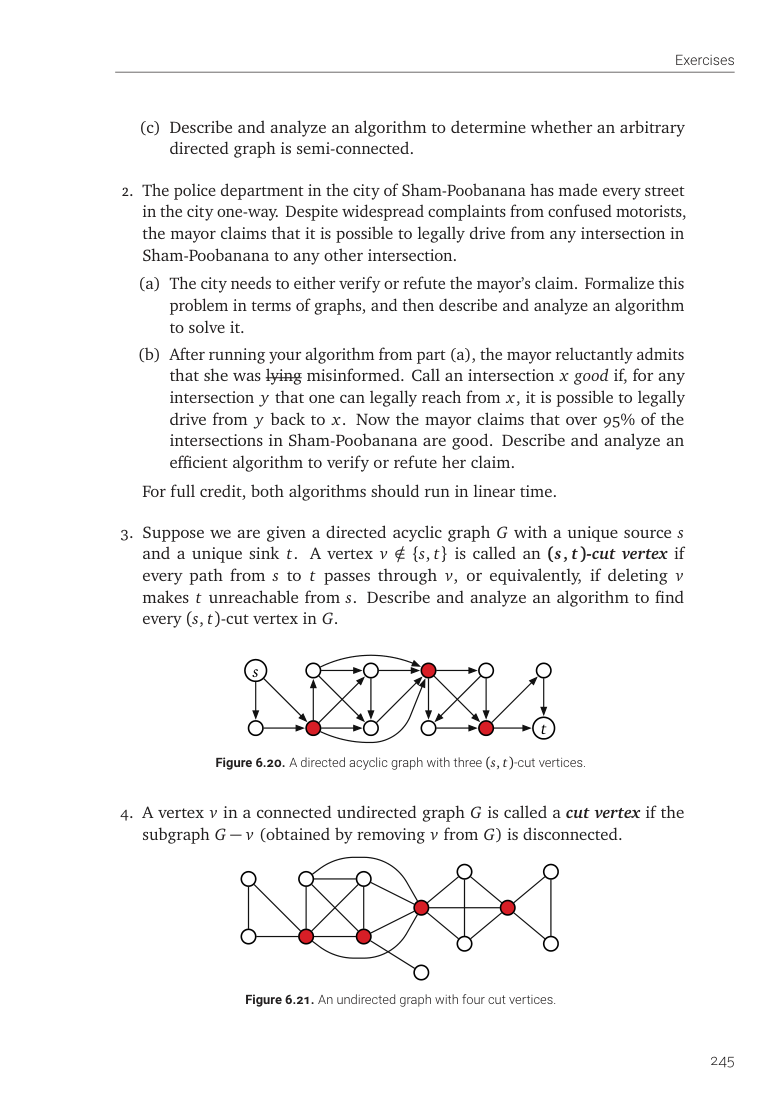 Exercises
(c) Describe and analyze an algorithm to determine whether an arbitrary
directed graph is semi-connected.
2. The police department in the city of Sham-Poobanana has made every street
in the city one-way. Despite widespread complaints from confused motorists,
the mayor claims that it is possible to legally drive from any intersection in
Sham-Poobanana to any other intersection.
(a) The city needs to either verify or refute the mayor's claim. Formalize this
problem in terms of graphs, and then describe and analyze an algorithm
to solve it.
(b) After running your algorithm from part (a), the mayor reluctantly admits
that she was lying misinformed. Call an intersection x good if, for any
intersection y that one can legally reach from x, it is possible to legally
drive from y back to x. Now the mayor claims that over 95% of the
intersections in Sham-Poobanana are good. Describe and analyze an
efficient algorithm to verify or refute her claim.
For full credit, both algorithms should run in linear time.
3. Suppose we are given a directed acyclic graph G with a unique source s
and a unique sink t. A vertex v ∉ {s, t} is called an (s, t)-cut vertex if
every path from s to t passes through v, or equivalently, if deleting v
makes t unreachable from s. Describe and analyze an algorithm to find
every (s, t)-cut vertex in G.
s
t
Figure 6.20. A directed acyclic graph with three (s, t)-cut vertices.
4. A vertex v in a connected undirected graph G is called a cut vertex if the
subgraph G − v (obtained by removing v from G) is disconnected.
Figure 6.21. An undirected graph with four cut vertices.
245